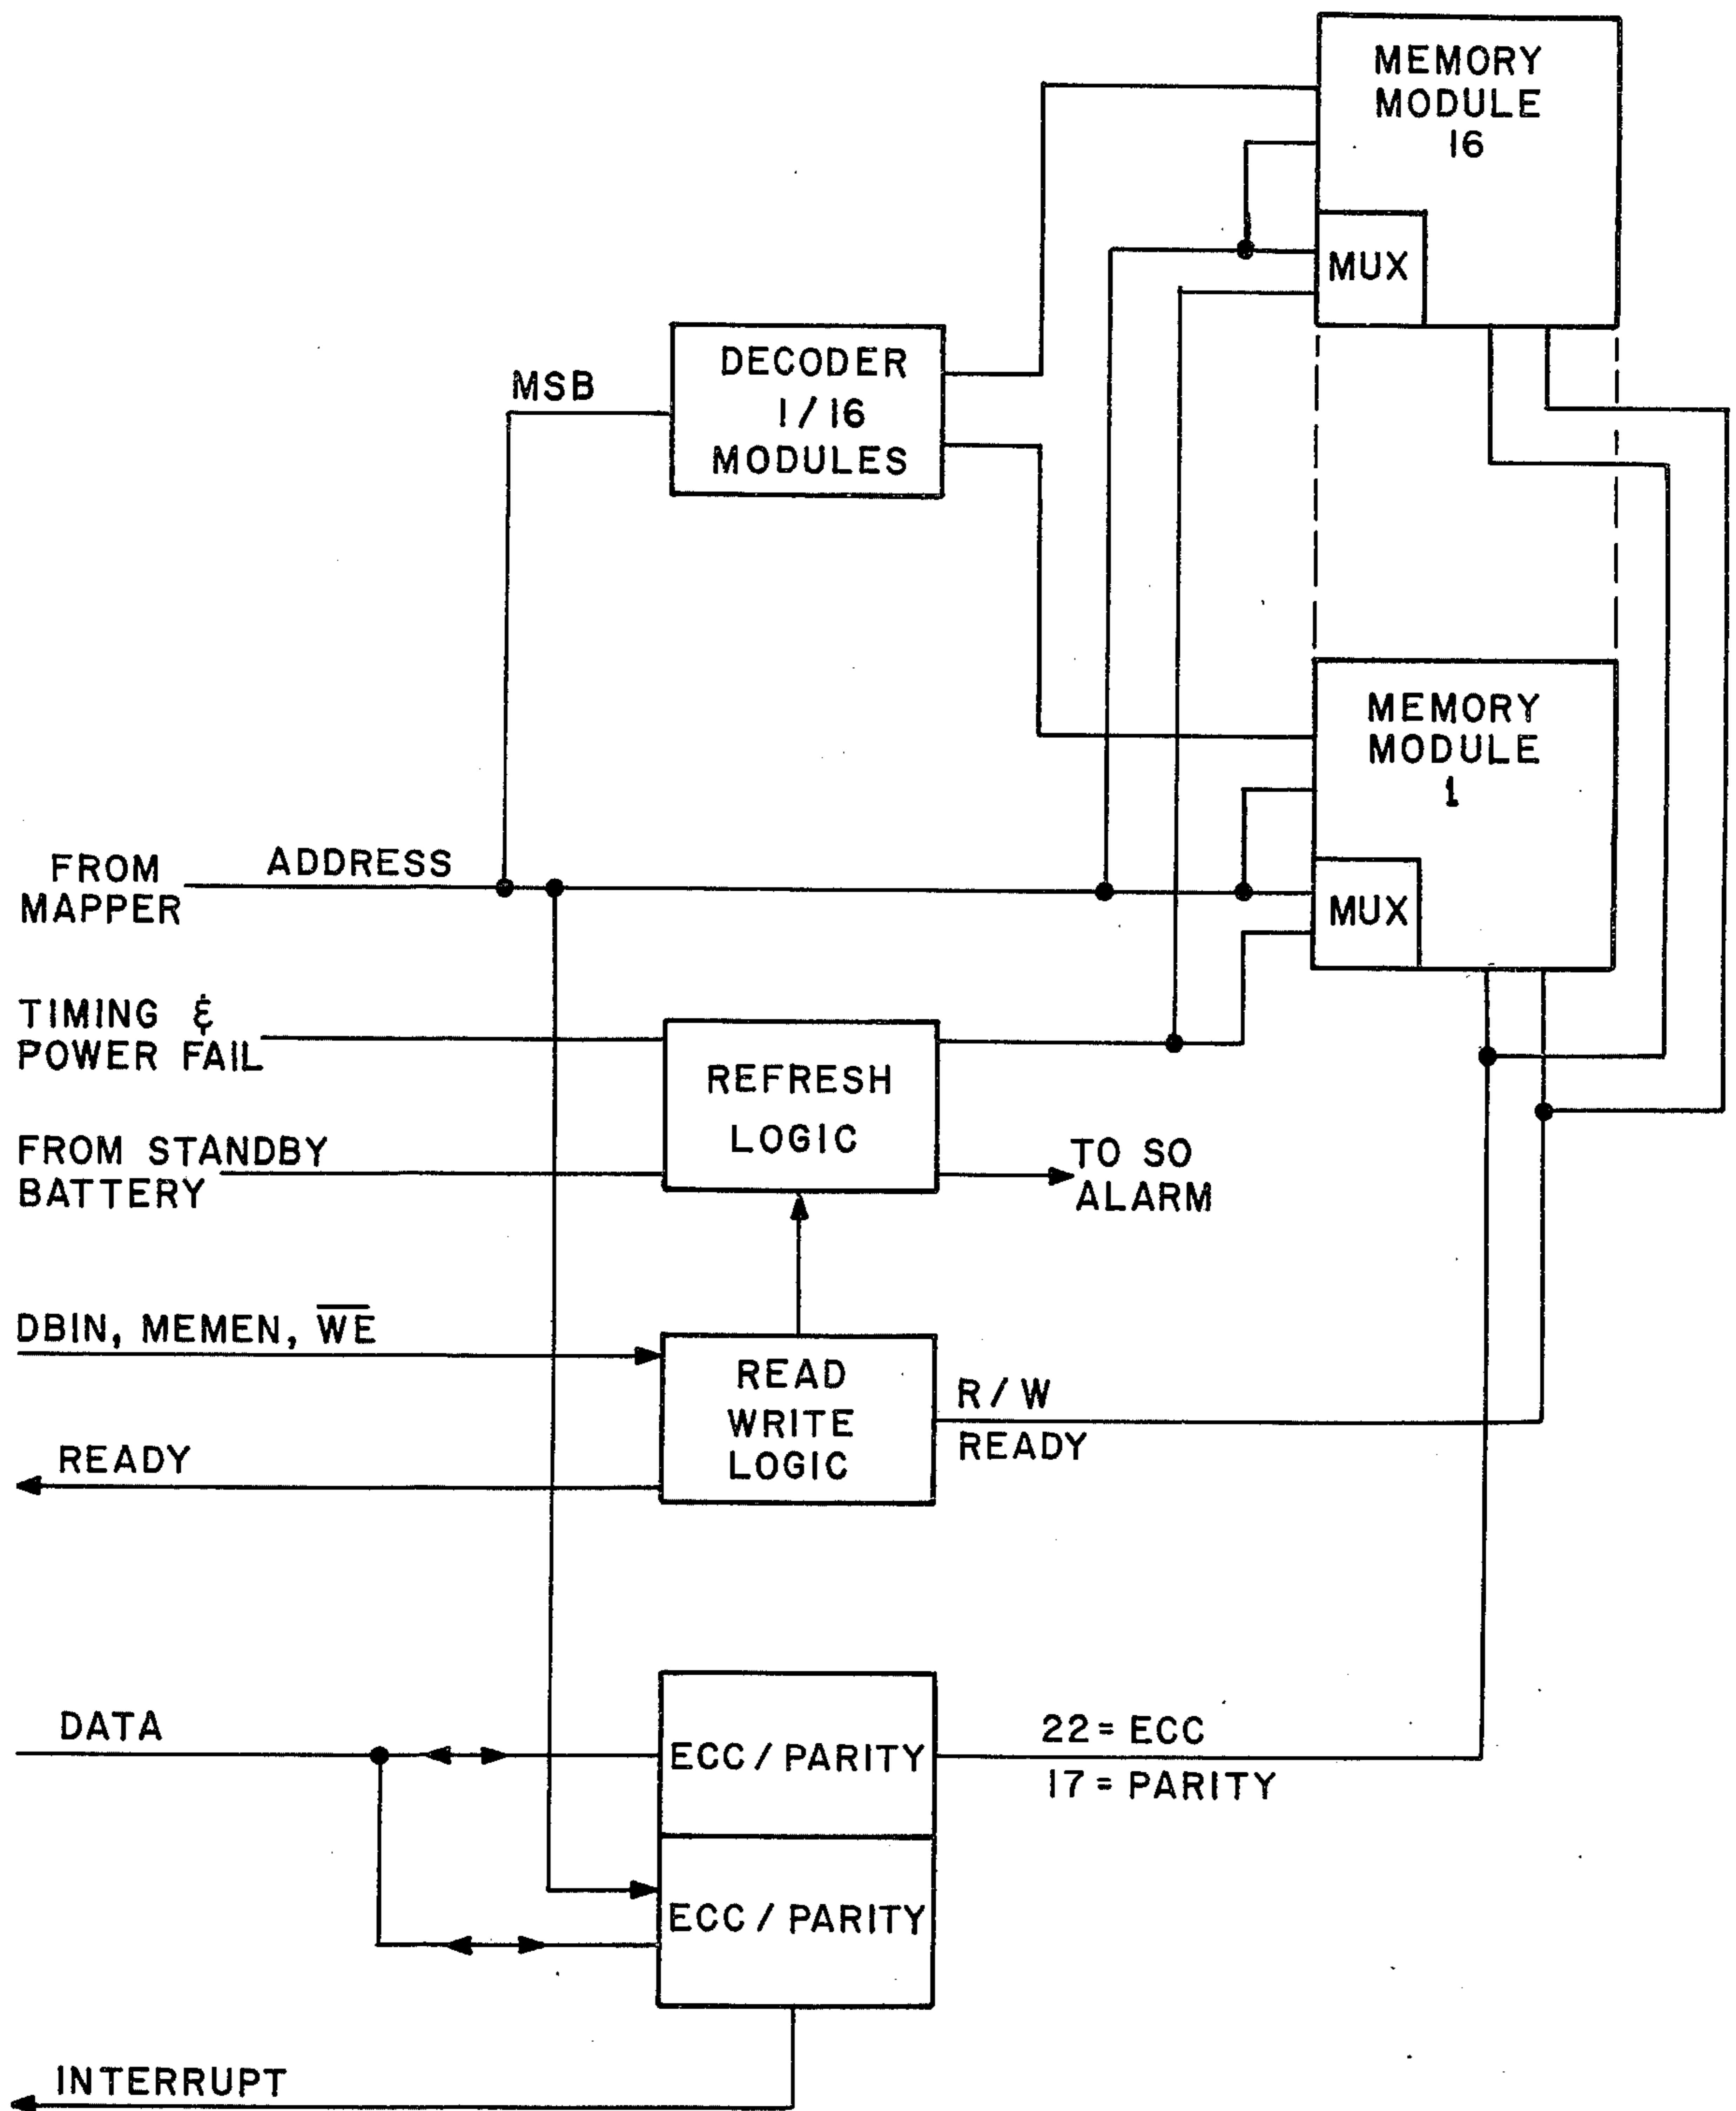 MEMORY
MODULE
16
MUX
DECODER
1/16
MODULES
MSB
MEMORY
MODULE
1
MUX
FROM
MAPPER
ADDRESS
TIMING &
POWER FAIL
REFRESH
LOGIC
FROM STANDBY
BATTERY
TO SO
ALARM
DBIN, MEMEN, W̅E̅
READ
WRITE
LOGIC
R/W
READY
READY
DATA
ECC / PARITY
22 = ECC
17 = PARITY
ECC / PARITY
INTERRUPT